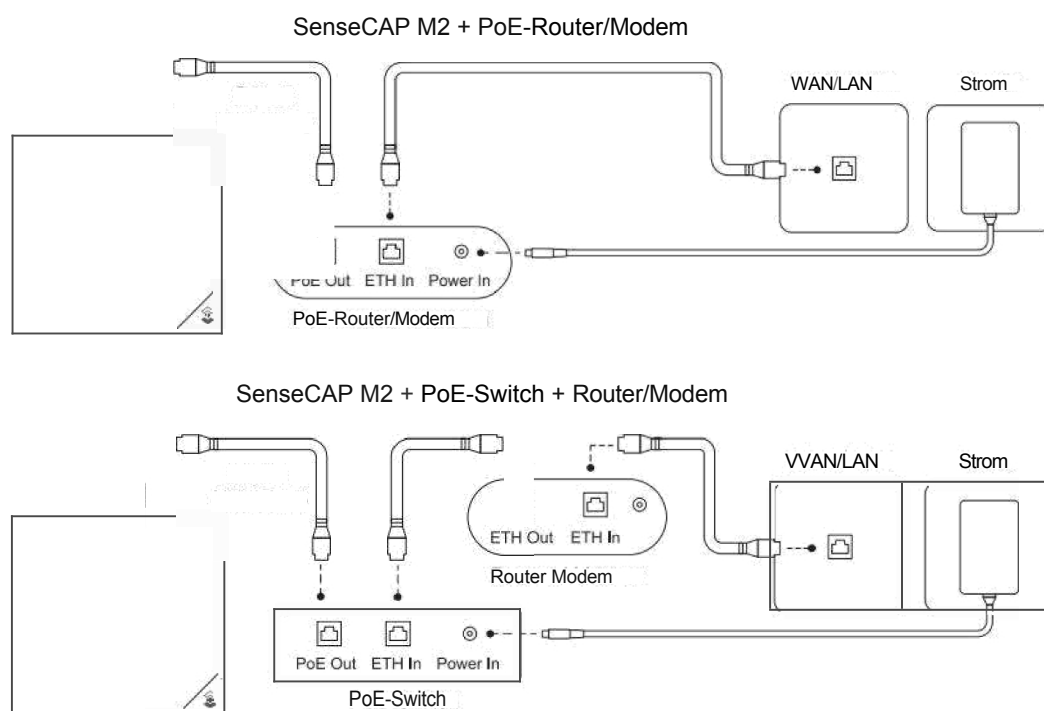 SenseCAP M2 + PoE-Router/Modem
WAN/LAN
Strom
PoE Out
ETH In
Power In
PoE-Router/Modem
SenseCAP M2 + PoE-Switch + Router/Modem
VVAN/LAN
Strom
ETH Out
ETH In
Router Modem
PoE Out
ETH In
Power In
PoE-Switch